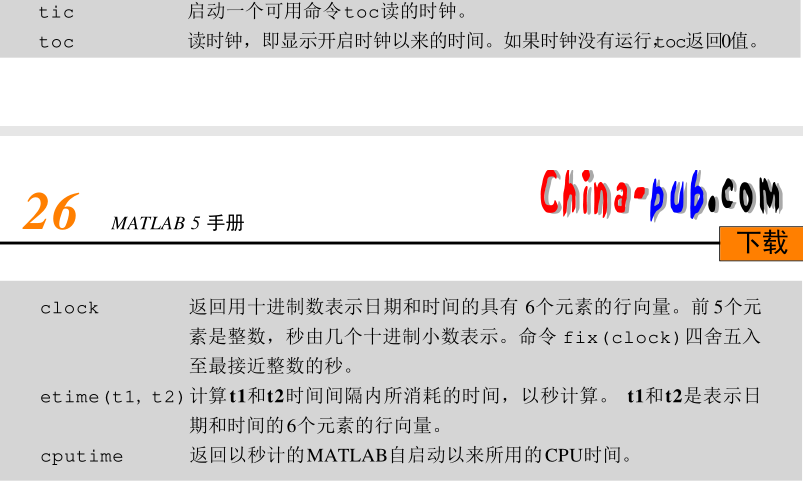 tic 启动一个可用命令toc读的时钟。
toc 读时钟，即显示开启时钟以来的时间。如果时钟没有运行，toc返回0值。
China-pub.com
26 MATLAB 5 手册
下载
clock 返回用十进制数表示日期和时间的具有 6个元素的行向量。前 5个元
素是整数，秒由几个十进制小数表示。命令 fix(clock)四舍五入
至最接近整数的秒。
etime(t1, t2) 计算t1和t2时间间隔内所消耗的时间，以秒计算。 t1和t2是表示日
期和时间的6个元素的行向量。
cputime 返回以秒计的MATLAB自启动以来所用的CPU时间。